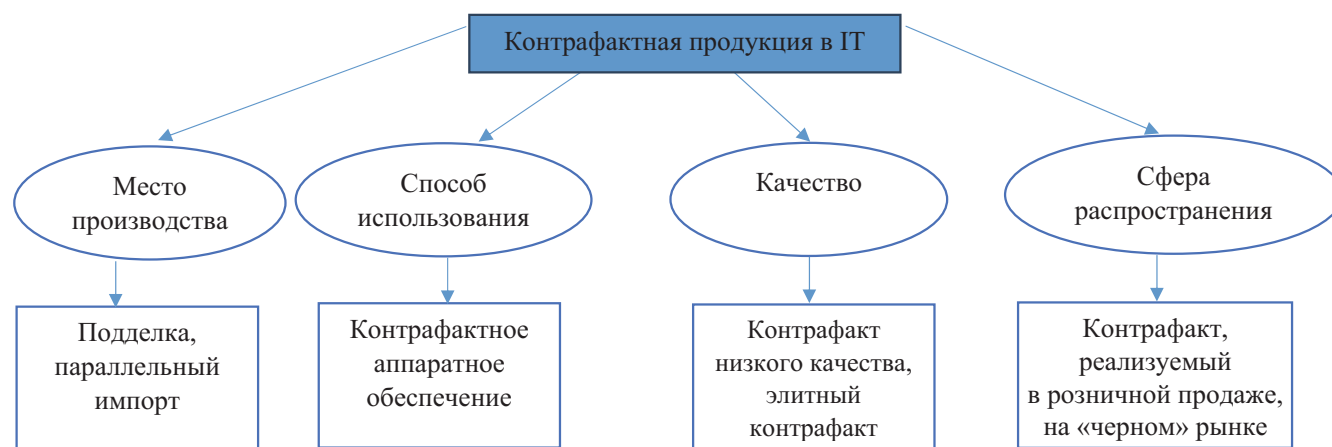 Контрафактная продукция в IT
Место
производства
Способ
использования
Качество
Сфера
распространения
Подделка,
параллельный
импорт
Контрафактное
аппаратное
обеспечение
Контрафакт
низкого качества,
элитный
контрафакт
Контрафакт,
реализуемый
в розничной продаже,
на «черном» рынке